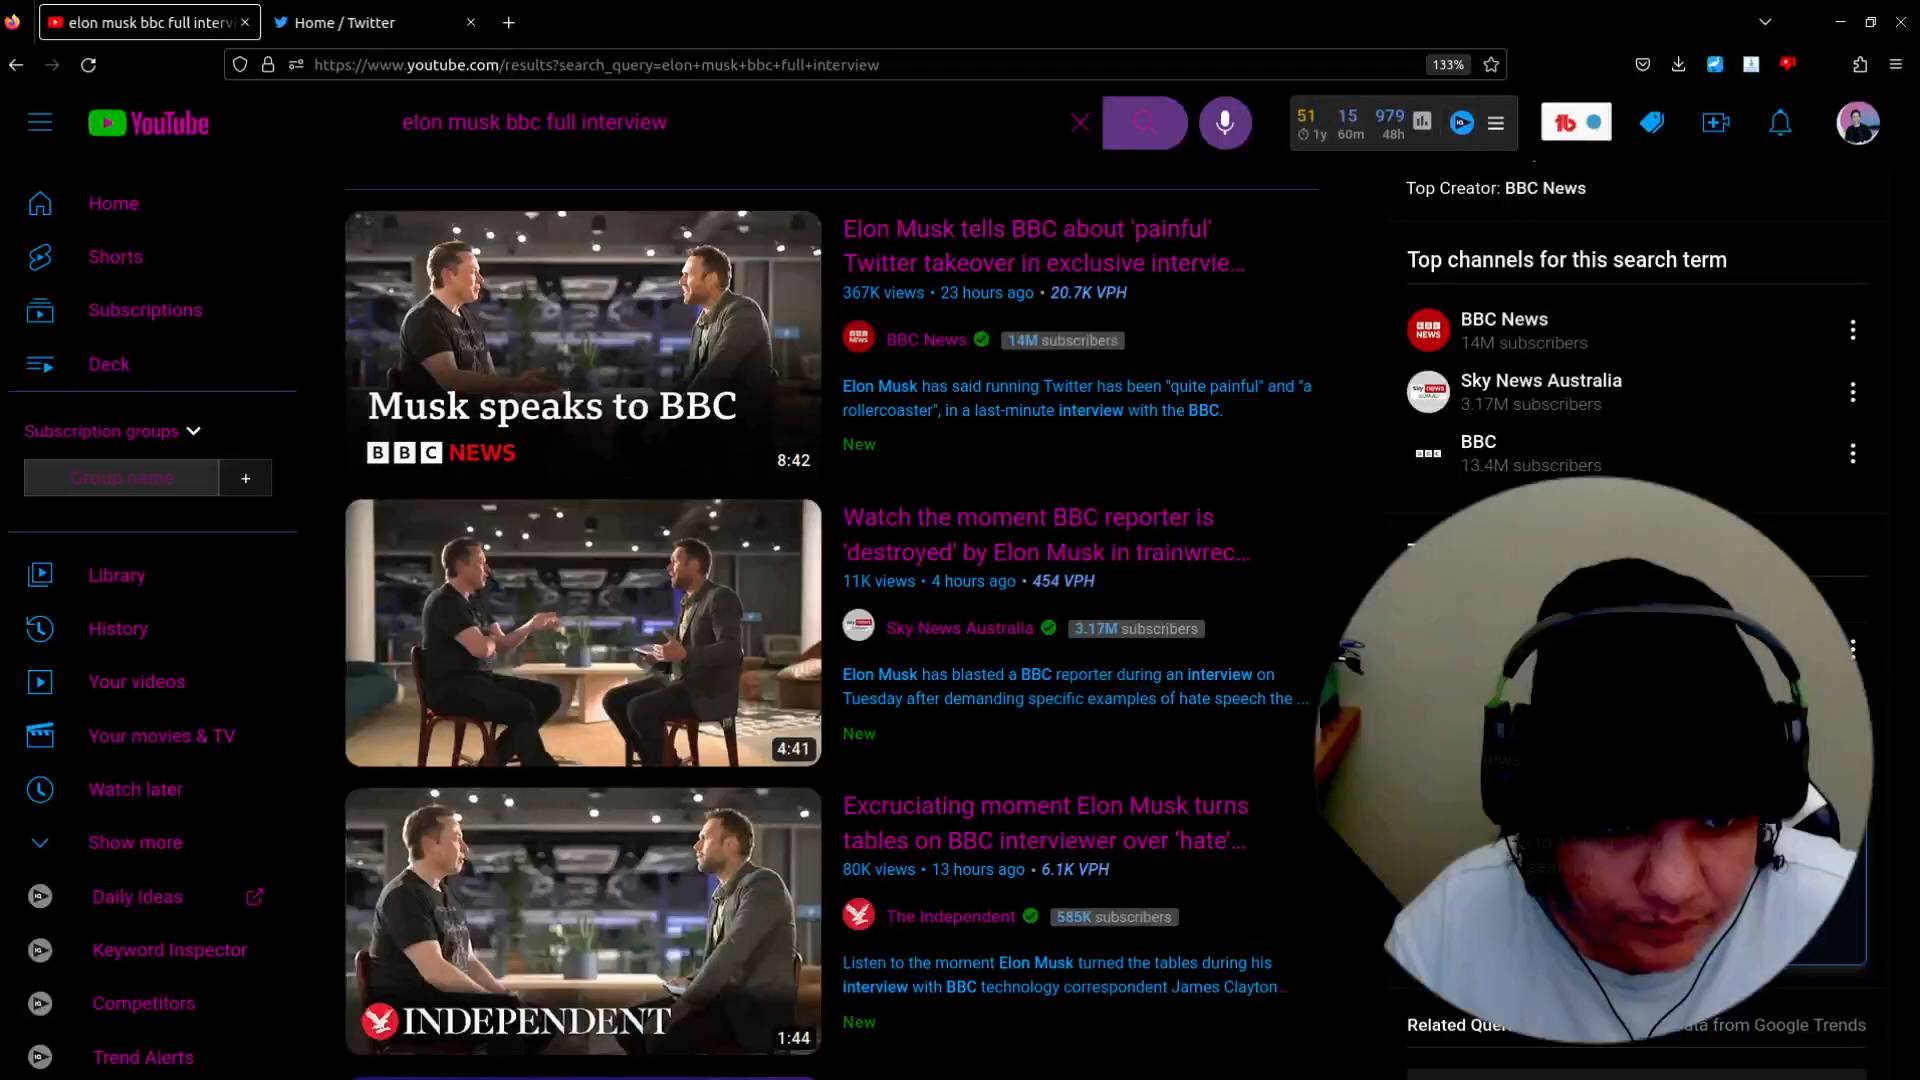 elon musk bbc full interv
Home / Twitter
https://www.youtube.com/results?search_query=elon+musk+bbc+full+interview
133%
YouTube
elon musk bbc full interview
51 15 979
1y 60m 48h
Home
Shorts
Subscriptions
Deck
Subscription groups
Group name
+
Library
History
Your videos
Your movies & TV
Watch later
Show more
Daily Ideas
Keyword Inspector
Competitors
Trend Alerts
Musk speaks to BBC
BBC NEWS
8:42
Elon Musk tells BBC about 'painful'
Twitter takeover in exclusive intervie...
367K views • 23 hours ago • 20.7K VPH
BBC News 14M subscribers
Elon Musk has said running Twitter has been "quite painful" and "a
rollercoaster", in a last-minute interview with the BBC.
New
4:41
Watch the moment BBC reporter is
'destroyed' by Elon Musk in trainwrec...
11K views • 4 hours ago • 454 VPH
Sky News Australia 3.17M subscribers
Elon Musk has blasted a BBC reporter during an interview on
Tuesday after demanding specific examples of hate speech the ...
New
INDEPENDENT
1:44
Excruciating moment Elon Musk turns
tables on BBC interviewer over ‘hate’...
80K views • 13 hours ago • 6.1K VPH
The Independent 585K subscribers
Listen to the moment Elon Musk turned the tables during his
interview with BBC technology correspondent James Clayton
New
Top Creator: BBC News
Top channels for this search term
BBC News
14M subscribers
Sky News Australia
3.17M subscribers
BBC
13.4M subscribers
Related from Google Trends